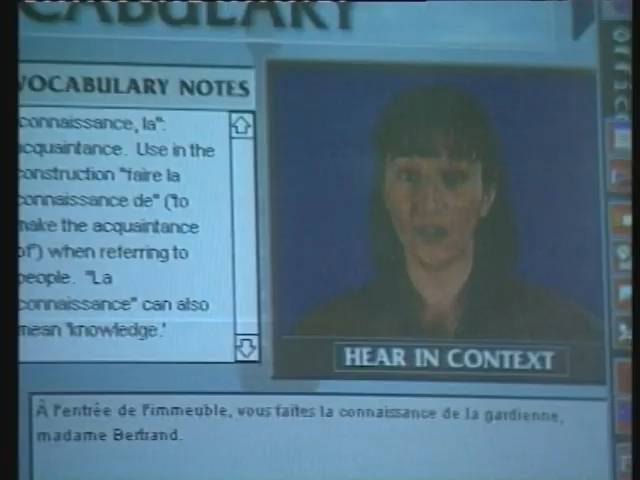 CABULARY
VOCABULARY NOTES
connaissance, la":
acquaintance. Use in the
construction "faire la
connaissance de" ("to
make the acquaintance
of") when referring to
people. "La
connaissance" can also
mean 'knowledge.'
HEAR IN CONTEXT
À l'entrée de l'immeuble, vous faites la connaissance de la gardienne,
madame Bertrand.
office